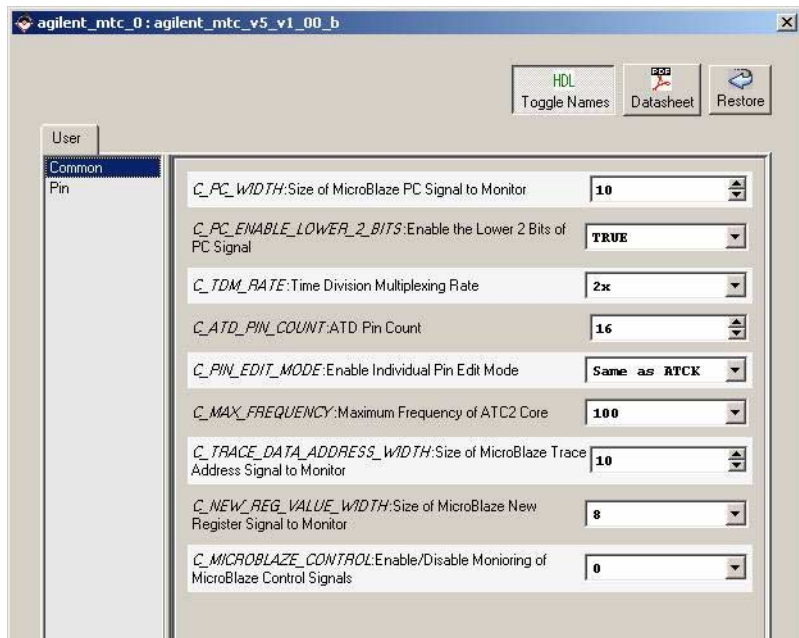 agilent_mtc_0 : agilent_mtc_v5_v1_00_b
HDL
Toggle Names
PDF
Datasheet
Restore
User
Common
Pin
C_PC_WIDTH:Size of MicroBlaze PC Signal to Monitor
10
C_PC_ENABLE_LOWER_2_BITS:Enable the Lower 2 Bits of
PC Signal
TRUE
C_TDM_RATE:Time Division Multiplexing Rate
2x
C_ATD_PIN_COUNT:ATD Pin Count
16
C_PIN_EDIT_MODE:Enable Individual Pin Edit Mode
Same as ATCK
C_MAX_FREQUENCY:Maximum Frequency of ATC2 Core
100
C_TRACE_DATA_ADDRESS_WIDTH:Size of MicroBlaze Trace
Address Signal to Monitor
10
C_NEW_REG_VALUE_WIDTH:Size of MicroBlaze New
Register Signal to Monitor
8
C_MICROBLAZE_CONTROL:Enable/Disable Monioring of
MicroBlaze Control Signals
0